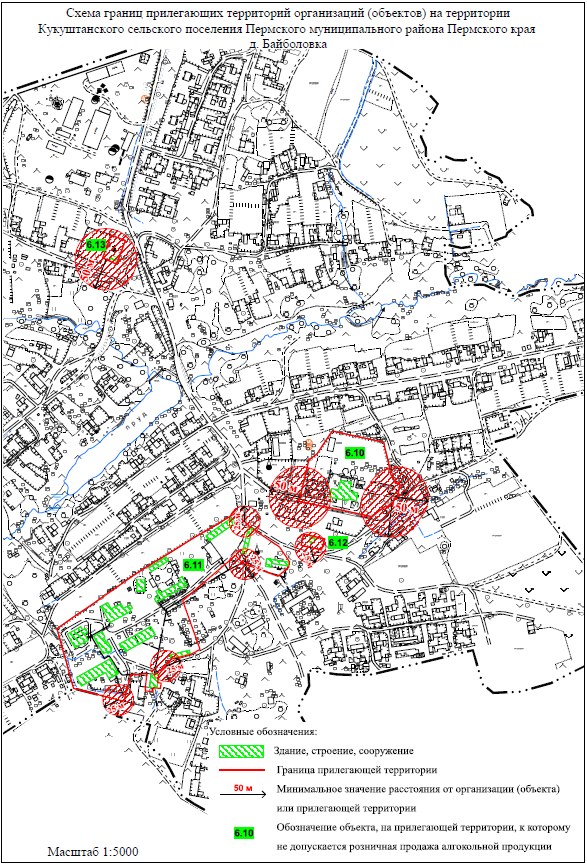 Схема границ прилегающих территорий организаций (объектов) на территории
Кукуштанского сельского поселения Пермского муниципального района Пермского края
д. Байболовка
6.13
пруд
6.10
6.12
6.11
Условные обозначения:
Здание, строение, сооружение
Граница прилегающей территории
50 м
Минимальное значение расстояния от организации (объекта)
или прилегающей территории
6.10
Обозначение объекта, на прилегающей территории, к которому
не допускается розничная продажа алкогольной продукции
Масштаб 1:5000